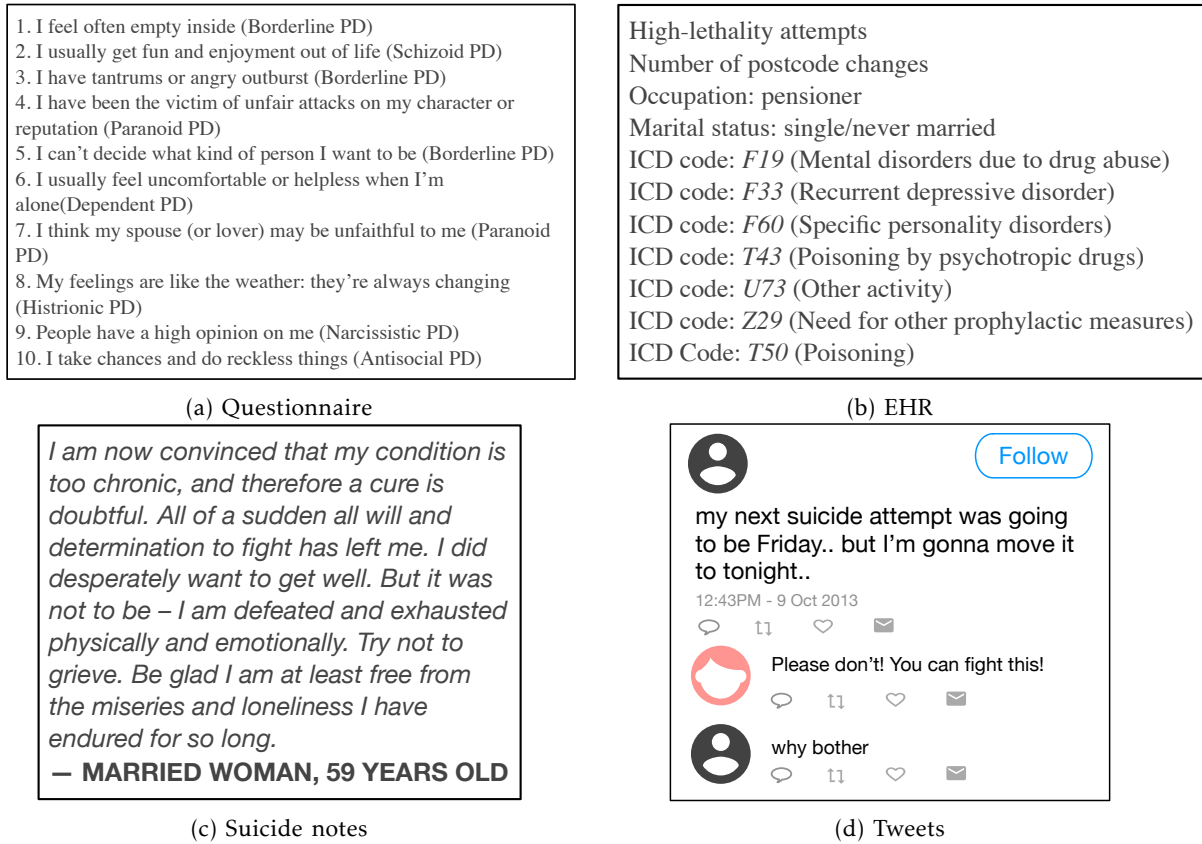 1. I feel often empty inside (Borderline PD)
2. I usually get fun and enjoyment out of life (Schizoid PD)
3. I have tantrums or angry outburst (Borderline PD)
4. I have been the victim of unfair attacks on my character or
reputation (Paranoid PD)
5. I can't decide what kind of person I want to be (Borderline PD)
6. I usually feel uncomfortable or helpless when I'm
alone(Dependent PD)
7. I think my spouse (or lover) may be unfaithful to me (Paranoid
PD)
8. My feelings are like the weather: they're always changing
(Histrionic PD)
9. People have a high opinion on me (Narcissistic PD)
10. I take chances and do reckless things (Antisocial PD)
(a) Questionnaire
High-lethality attempts
Number of postcode changes
Occupation: pensioner
Marital status: single/never married
ICD code: F19 (Mental disorders due to drug abuse)
ICD code: F33 (Recurrent depressive disorder)
ICD code: F60 (Specific personality disorders)
ICD code: T43 (Poisoning by psychotropic drugs)
ICD code: U73 (Other activity)
ICD code: Z29 (Need for other prophylactic measures)
ICD Code: T50 (Poisoning)
(b) EHR
I am now convinced that my condition is
too chronic, and therefore a cure is
doubtful. All of a sudden all will and
determination to fight has left me. I did
desperately want to get well. But it was
not to be – I am defeated and exhausted
physically and emotionally. Try not to
grieve. Be glad I am at least free from
the miseries and loneliness I have
endured for so long.
— MARRIED WOMAN, 59 YEARS OLD
(c) Suicide notes
Follow
my next suicide attempt was going
to be Friday.. but I'm gonna move it
to tonight..
12:43PM - 9 Oct 2013
Please don't! You can fight this!
why bother
(d) Tweets